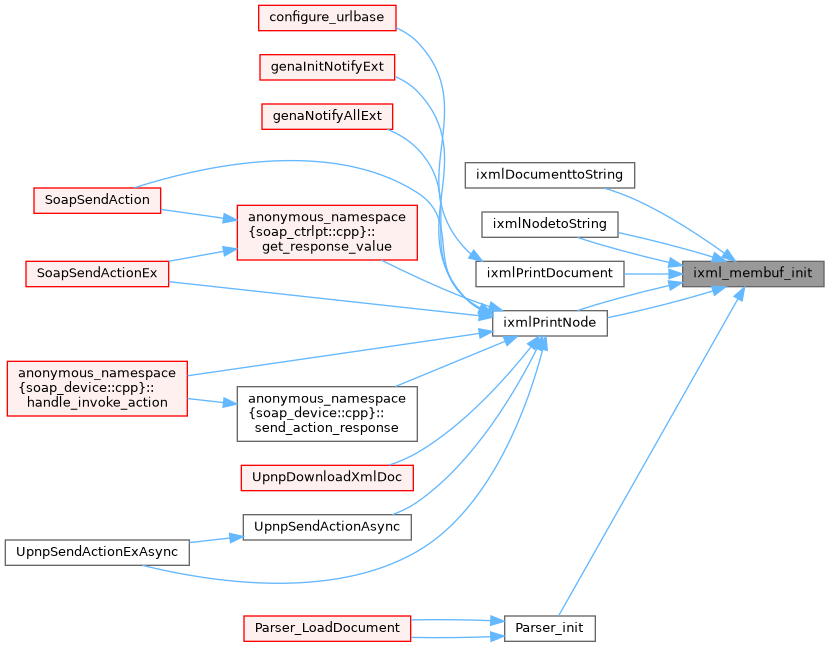 configure_urlbase
genaInitNotifyExt
genaNotifyAllExt
ixmlDocumenttoString
SoapSendAction
anonymous_namespace
{soap_ctrlpt::cpp}::
get_response_value
ixmlNodetoString
SoapSendActionEx
ixmlPrintDocument
ixml_membuf_init
ixmlPrintNode
anonymous_namespace
{soap_device::cpp}::
handle_invoke_action
anonymous_namespace
{soap_device::cpp}::
send_action_response
UpnpDownloadXmlDoc
UpnpSendActionAsync
UpnpSendActionExAsync
Parser_LoadDocument
Parser_init